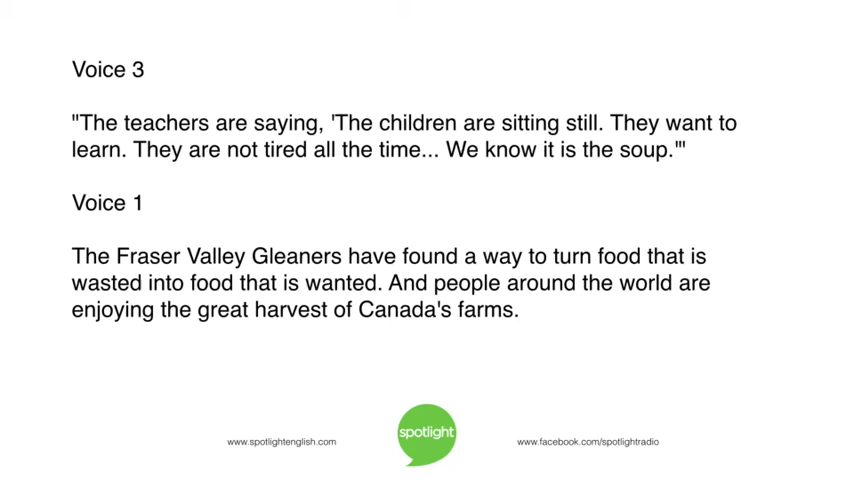 Voice 3
"The teachers are saying, 'The children are sitting still. They want to
learn. They are not tired all the time... We know it is the soup.'"
Voice 1
The Fraser Valley Gleaners have found a way to turn food that is
wasted into food that is wanted. And people around the world are
enjoying the great harvest of Canada's farms.
www.spotlightenglish.com
spotlight
www.facebook.com/spotlightradio